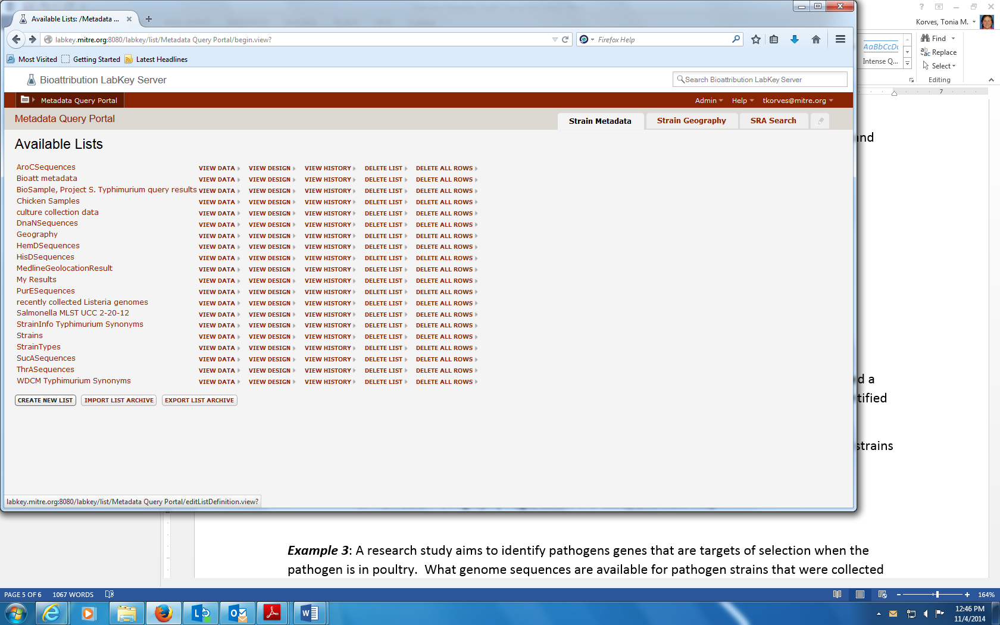 Available Lists: /Metadata ...
labkey.mitre.org:8080/labkey/list/Metadata Query Portal/begin.view?
Firefox Help
Most Visited Getting Started Latest Headlines
Bioattribution LabKey Server
Search Bioattribution LabKey Server
Metadata Query Portal
Admin Help tkorves@mitre.org
Metadata Query Portal
Strain Metadata Strain Geography SRA Search
Available Lists
AroCSequences VIEW DATA VIEW DESIGN VIEW HISTORY DELETE LIST DELETE ALL ROWS
Bioatt metadata VIEW DATA VIEW DESIGN VIEW HISTORY DELETE LIST DELETE ALL ROWS
BioSample, Project S. Typhimurium query results VIEW DATA VIEW DESIGN VIEW HISTORY DELETE LIST DELETE ALL ROWS
Chicken Samples VIEW DATA VIEW DESIGN VIEW HISTORY DELETE LIST DELETE ALL ROWS
culture collection data VIEW DATA VIEW DESIGN VIEW HISTORY DELETE LIST DELETE ALL ROWS
DnaNSequences VIEW DATA VIEW DESIGN VIEW HISTORY DELETE LIST DELETE ALL ROWS
Geography VIEW DATA VIEW DESIGN VIEW HISTORY DELETE LIST DELETE ALL ROWS
HemDSequences VIEW DATA VIEW DESIGN VIEW HISTORY DELETE LIST DELETE ALL ROWS
HisDSequences VIEW DATA VIEW DESIGN VIEW HISTORY DELETE LIST DELETE ALL ROWS
MedlineGeolocationResult VIEW DATA VIEW DESIGN VIEW HISTORY DELETE LIST DELETE ALL ROWS
My Results VIEW DATA VIEW DESIGN VIEW HISTORY DELETE LIST DELETE ALL ROWS
PurESequences VIEW DATA VIEW DESIGN VIEW HISTORY DELETE LIST DELETE ALL ROWS
recently collected Listeria genomes VIEW DATA VIEW DESIGN VIEW HISTORY DELETE LIST DELETE ALL ROWS
Salmonella MLST UCC 2-20-12 VIEW DATA VIEW DESIGN VIEW HISTORY DELETE LIST DELETE ALL ROWS
StrainInfo Typhimurium Synonyms VIEW DATA VIEW DESIGN VIEW HISTORY DELETE LIST DELETE ALL ROWS
Strains VIEW DATA VIEW DESIGN VIEW HISTORY DELETE LIST DELETE ALL ROWS
StrainTypes VIEW DATA VIEW DESIGN VIEW HISTORY DELETE LIST DELETE ALL ROWS
SucASequences VIEW DATA VIEW DESIGN VIEW HISTORY DELETE LIST DELETE ALL ROWS
ThrASequences VIEW DATA VIEW DESIGN VIEW HISTORY DELETE LIST DELETE ALL ROWS
WDCM Typhimurium Synonyms VIEW DATA VIEW DESIGN VIEW HISTORY DELETE LIST DELETE ALL ROWS
CREATE NEW LIST IMPORT LIST ARCHIVE EXPORT LIST ARCHIVE
labkey.mitre.org:8080/labkey/list/Metadata Query Portal/editListDefinition.view?
Korves, Tonia M.
AaBbCcDc
Intense Q...
Find
Replace
Select
Editing
7
and
d a
tified
strains
Example 3: A research study aims to identify pathogens genes that are targets of selection when the
pathogen is in poultry. What genome sequences are available for pathogen strains that were collected
PAGE 5 OF 6 1067 WORDS 164%
12:46 PM
11/4/2014